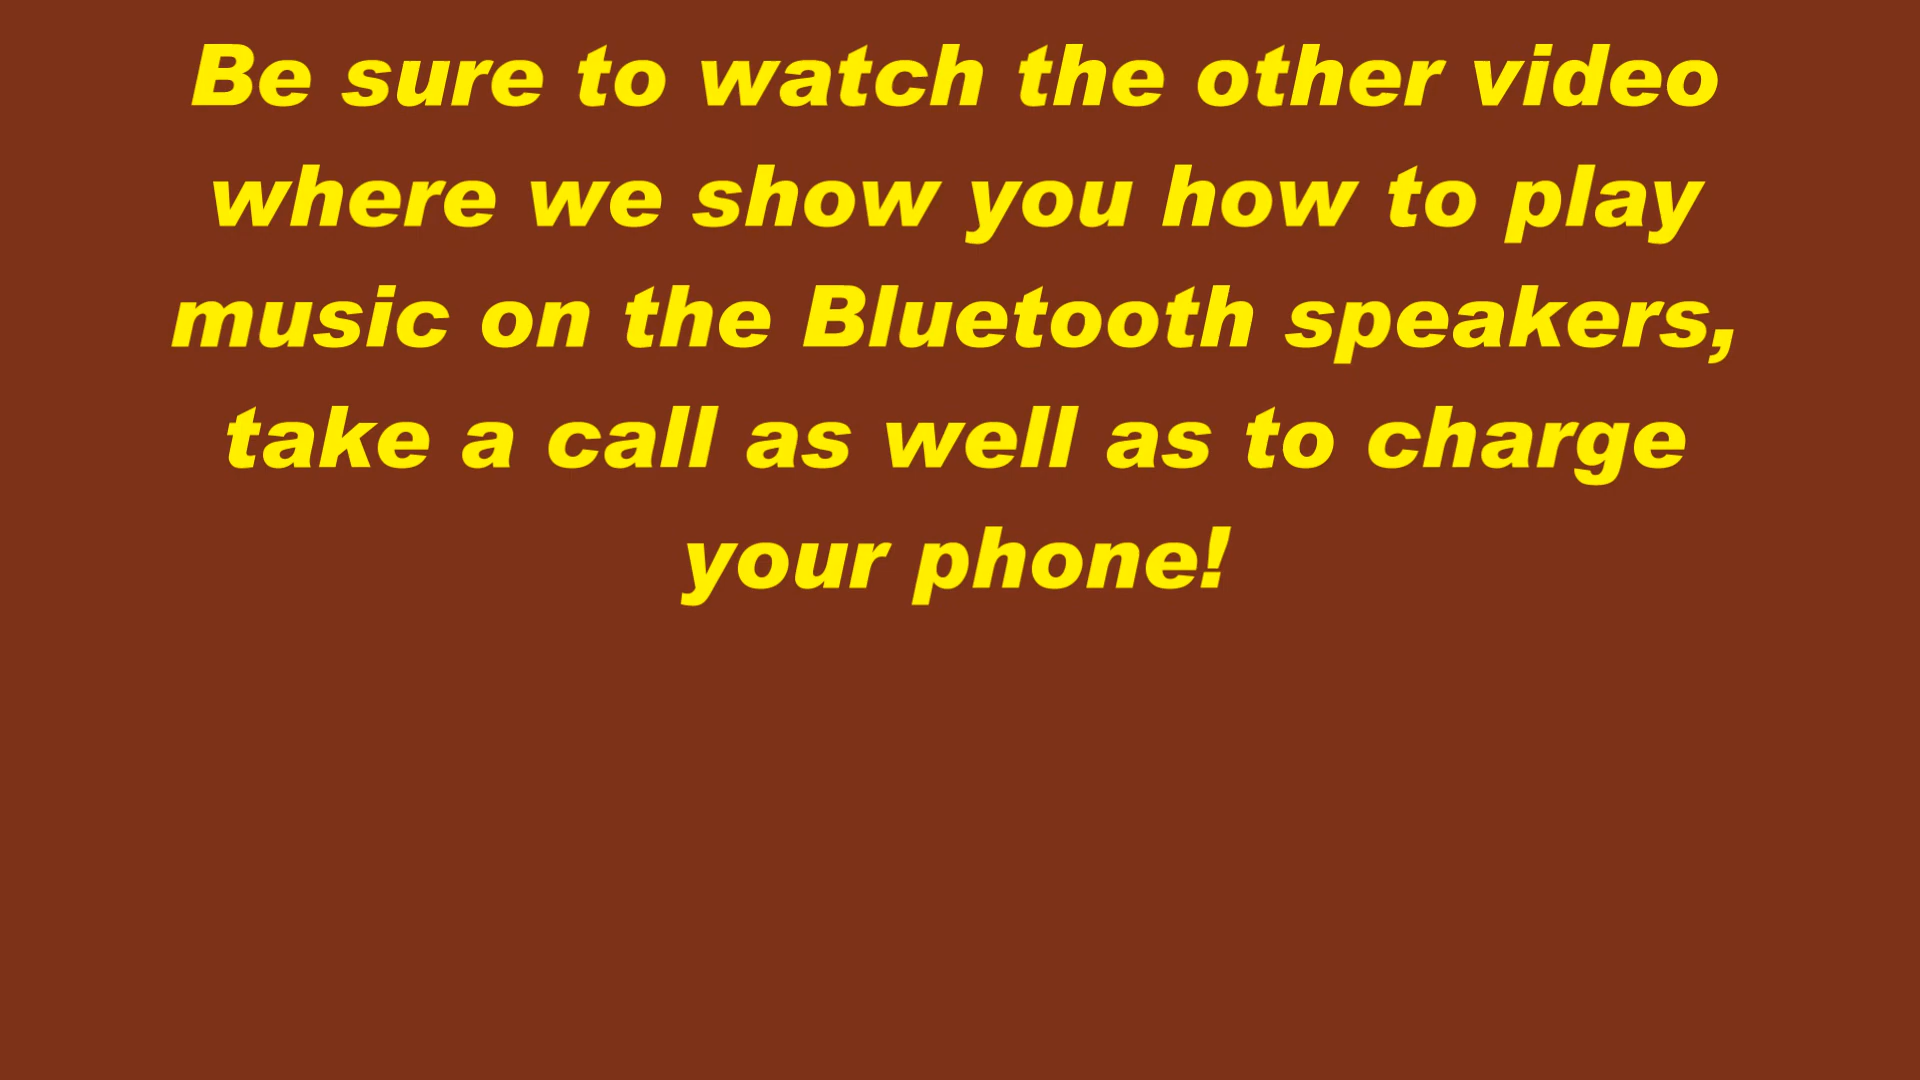 Be sure to watch the other video
where we show you how to play
music on the Bluetooth speakers,
take a call as well as to charge
your phone!